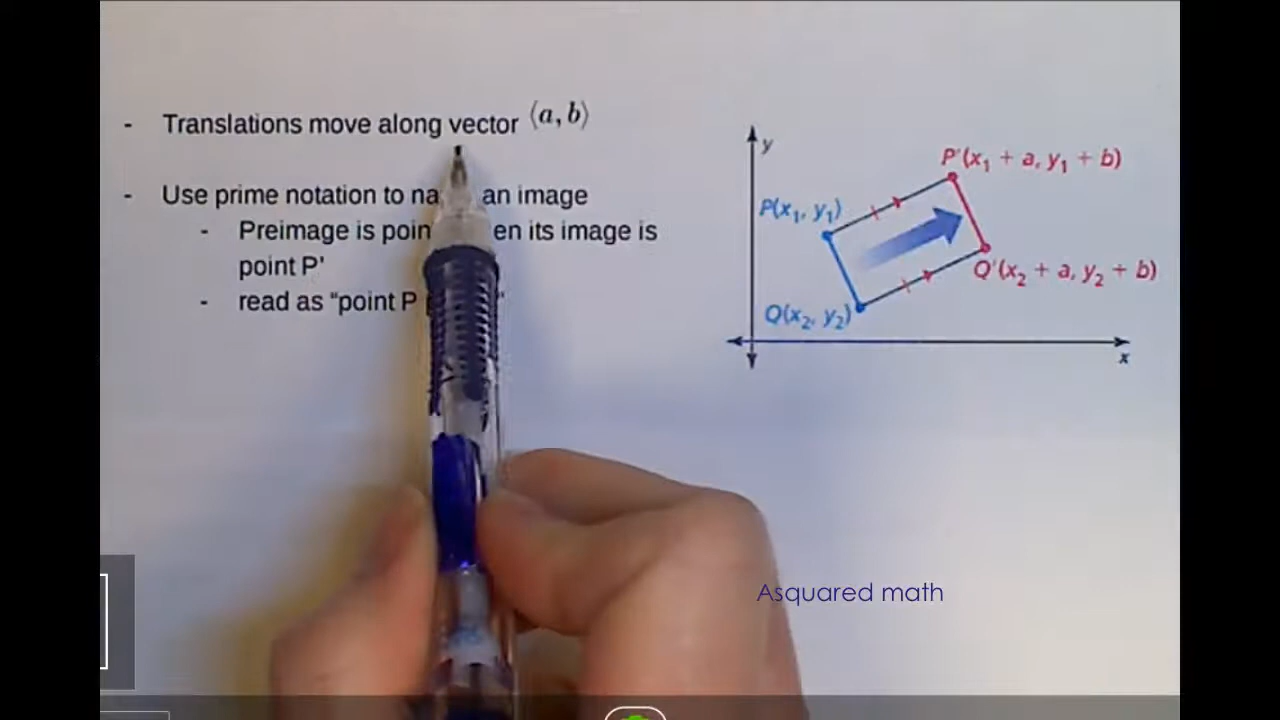 - Translations move along vector ⟨a, b⟩
- Use prime notation to na an image
- Preimage is poin en its image is
point P'
- read as “point P
y
P'(x₁ + a, y₁ + b)
P(x₁, y₁)
Q'(x₂ + a, y₂ + b)
Q(x₂, y₂)
x
Asquared math